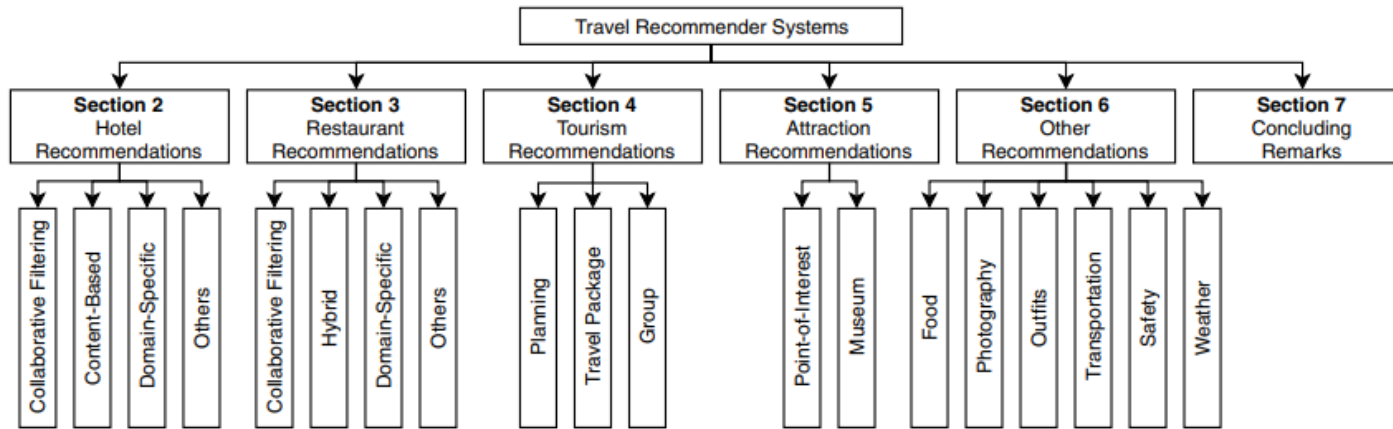 Travel Recommender Systems
Section 2
Hotel
Recommendations
Section 3
Restaurant
Recommendations
Section 4
Tourism
Recommendations
Section 5
Attraction
Recommendations
Section 6
Other
Recommendations
Section 7
Concluding
Remarks
Collaborative Filtering
Content-Based
Domain-Specific
Others
Collaborative Filtering
Hybrid
Domain-Specific
Others
Planning
Travel Package
Group
Point-of-Interest
Museum
Food
Photography
Outfits
Transportation
Safety
Weather